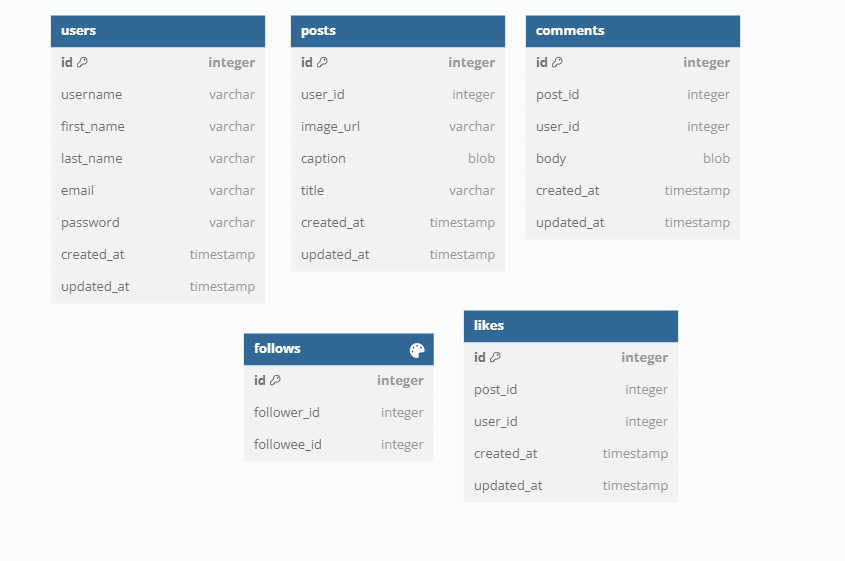 users
id integer
username varchar
first_name varchar
last_name varchar
email varchar
password varchar
created_at timestamp
updated_at timestamp
posts
id integer
user_id integer
image_url varchar
caption blob
title varchar
created_at timestamp
updated_at timestamp
comments
id integer
post_id integer
user_id integer
body blob
created_at timestamp
updated_at timestamp
follows
id integer
follower_id integer
followee_id integer
likes
id integer
post_id integer
user_id integer
created_at timestamp
updated_at timestamp